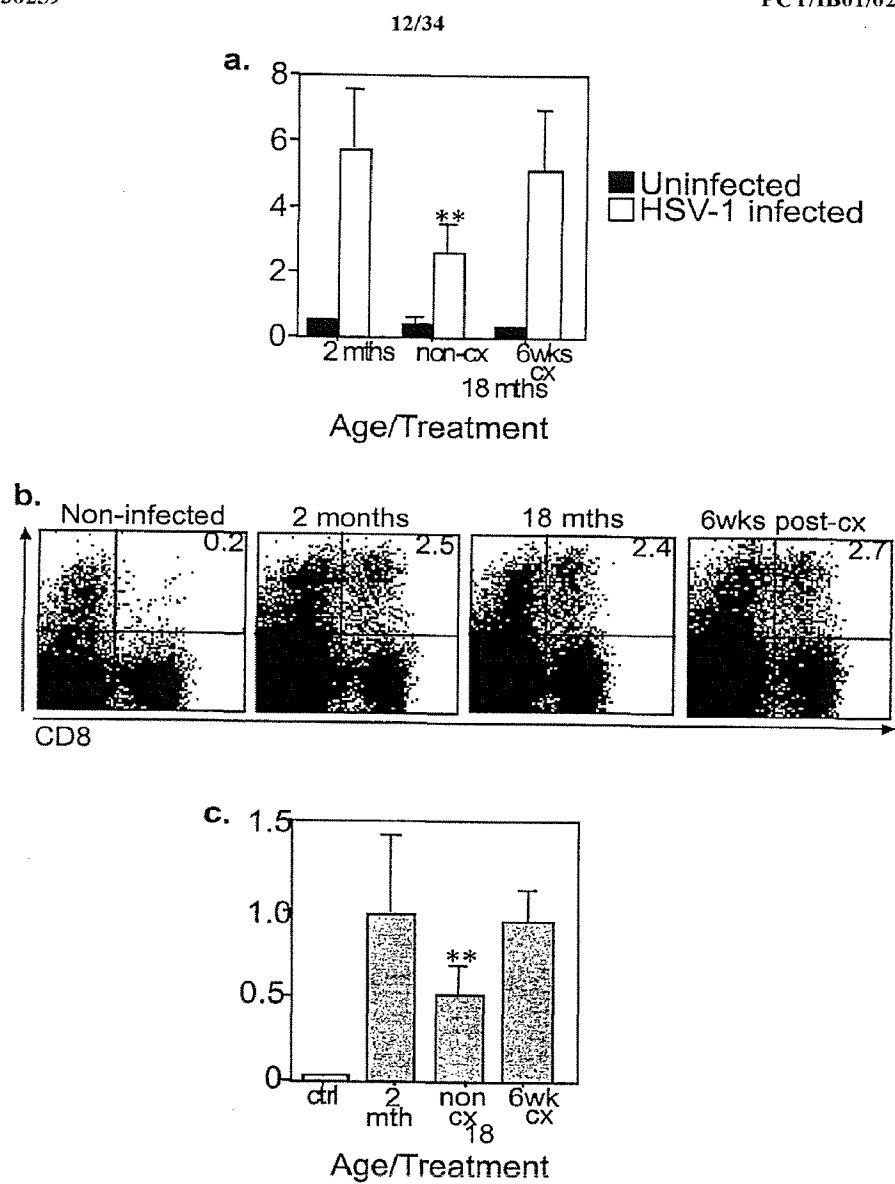 12/34
a.
8
6
4
2
0
**
Uninfected
HSV-1 infected
2 mths non-cx 6wks
cx
18 mths
Age/Treatment
b.
Non-infected 2 months 18 mths 6wks post-cx
0.2 2.5 2.4 2.7
CD8
c.
1.5
1.0
0.5
0
**
ctrl 2 non 6wk
mth cx cx
18
Age/Treatment